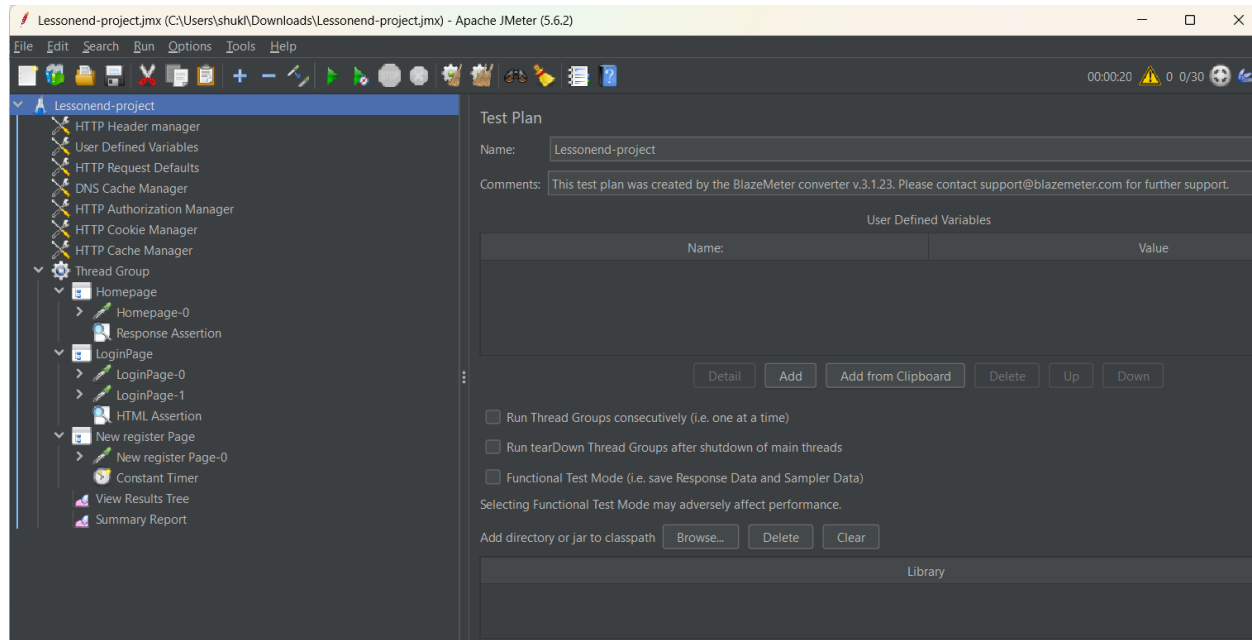 Lessonend-project.jmx (C:\Users\shukl\Downloads\Lessonend-project.jmx) - Apache JMeter (5.6.2)
File Edit Search Run Options Tools Help
00:00:20 0 0/30
Lessonend-project
HTTP Header manager
User Defined Variables
HTTP Request Defaults
DNS Cache Manager
HTTP Authorization Manager
HTTP Cookie Manager
HTTP Cache Manager
Thread Group
Homepage
Homepage-0
Response Assertion
LoginPage
LoginPage-0
LoginPage-1
HTML Assertion
New register Page
New register Page-0
Constant Timer
View Results Tree
Summary Report
Test Plan
Name: Lessonend-project
Comments: This test plan was created by the BlazeMeter converter v.3.1.23. Please contact support@blazemeter.com for further support.
User Defined Variables
Name: Value
Detail Add Add from Clipboard Delete Up Down
Run Thread Groups consecutively (i.e. one at a time)
Run tearDown Thread Groups after shutdown of main threads
Functional Test Mode (i.e. save Response Data and Sampler Data)
Selecting Functional Test Mode may adversely affect performance.
Add directory or jar to classpath Browse... Delete Clear
Library